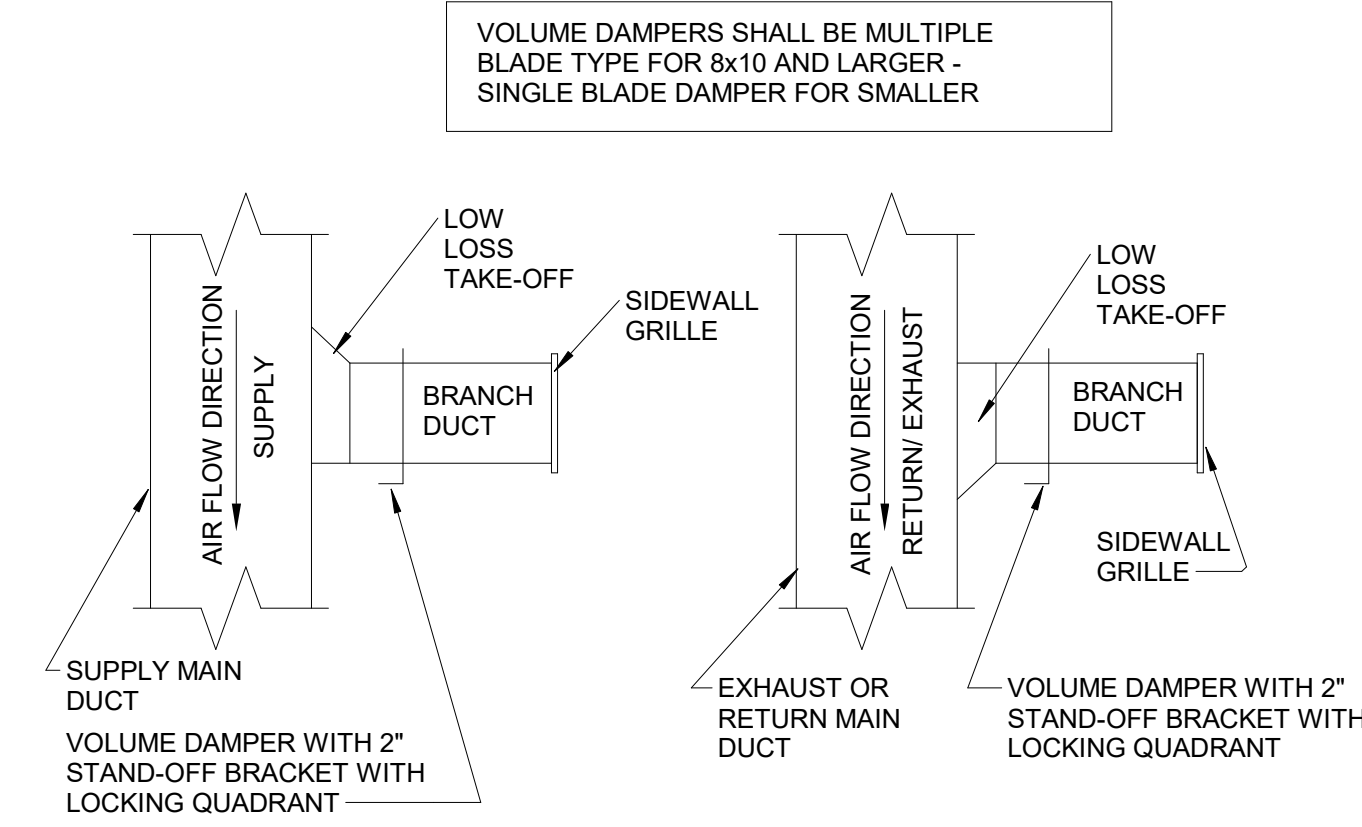 VOLUME DAMPERS SHALL BE MULTIPLE
BLADE TYPE FOR 8x10 AND LARGER -
SINGLE BLADE DAMPER FOR SMALLER
LOW
LOSS
TAKE-OFF
SIDEWALL
GRILLE
AIR FLOW DIRECTION
SUPPLY
BRANCH
DUCT
SUPPLY MAIN
DUCT
VOLUME DAMPER WITH 2"
STAND-OFF BRACKET WITH
LOCKING QUADRANT
LOW
LOSS
TAKE-OFF
AIR FLOW DIRECTION
RETURN/ EXHAUST
BRANCH
DUCT
SIDEWALL
GRILLE
EXHAUST OR
RETURN MAIN
DUCT
VOLUME DAMPER WITH 2"
STAND-OFF BRACKET WITH
LOCKING QUADRANT